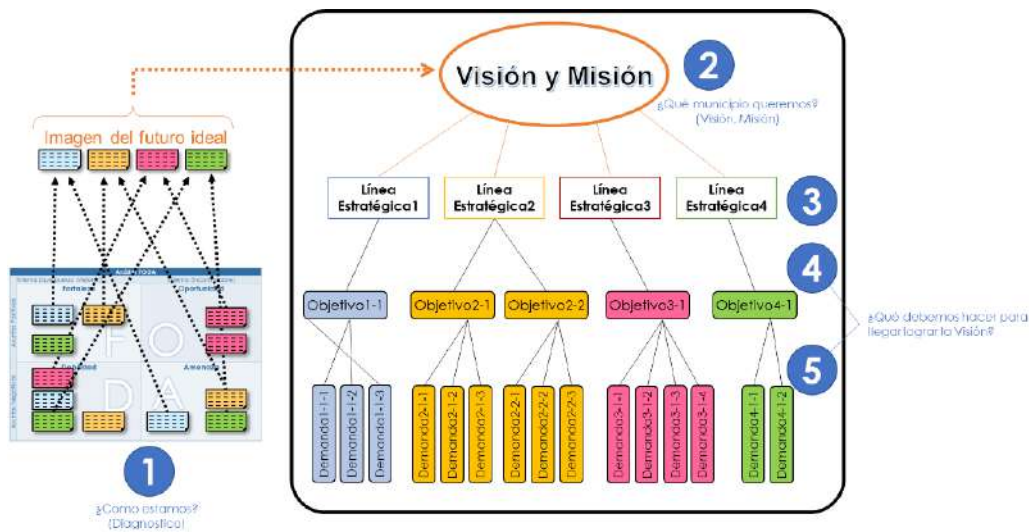 Visión y Misión
2
¿Qué municipio queremos?
(Visión, Misión)
Imagen del futuro ideal
Línea
Estratégica1
Línea
Estratégica2
Línea
Estratégica3
Línea
Estratégica4
3
4
Fortaleza
Oportunidad
F O
Debilidad
Amenaza
D A
Objetivo1-1
Objetivo2-1
Objetivo2-2
Objetivo3-1
Objetivo4-1
¿Qué debemos hacer para
llegar lograr la Visión?
5
Demanda1-1-1
Demanda1-1-2
Demanda1-1-3
Demanda2-1-1
Demanda2-1-2
Demanda2-1-3
Demanda2-2-1
Demanda2-2-2
Demanda2-2-3
Demanda3-1-1
Demanda3-1-2
Demanda3-1-3
Demanda3-1-4
Demanda4-1-1
Demanda4-1-2
1
¿Como estamos?
(Diagnostico)